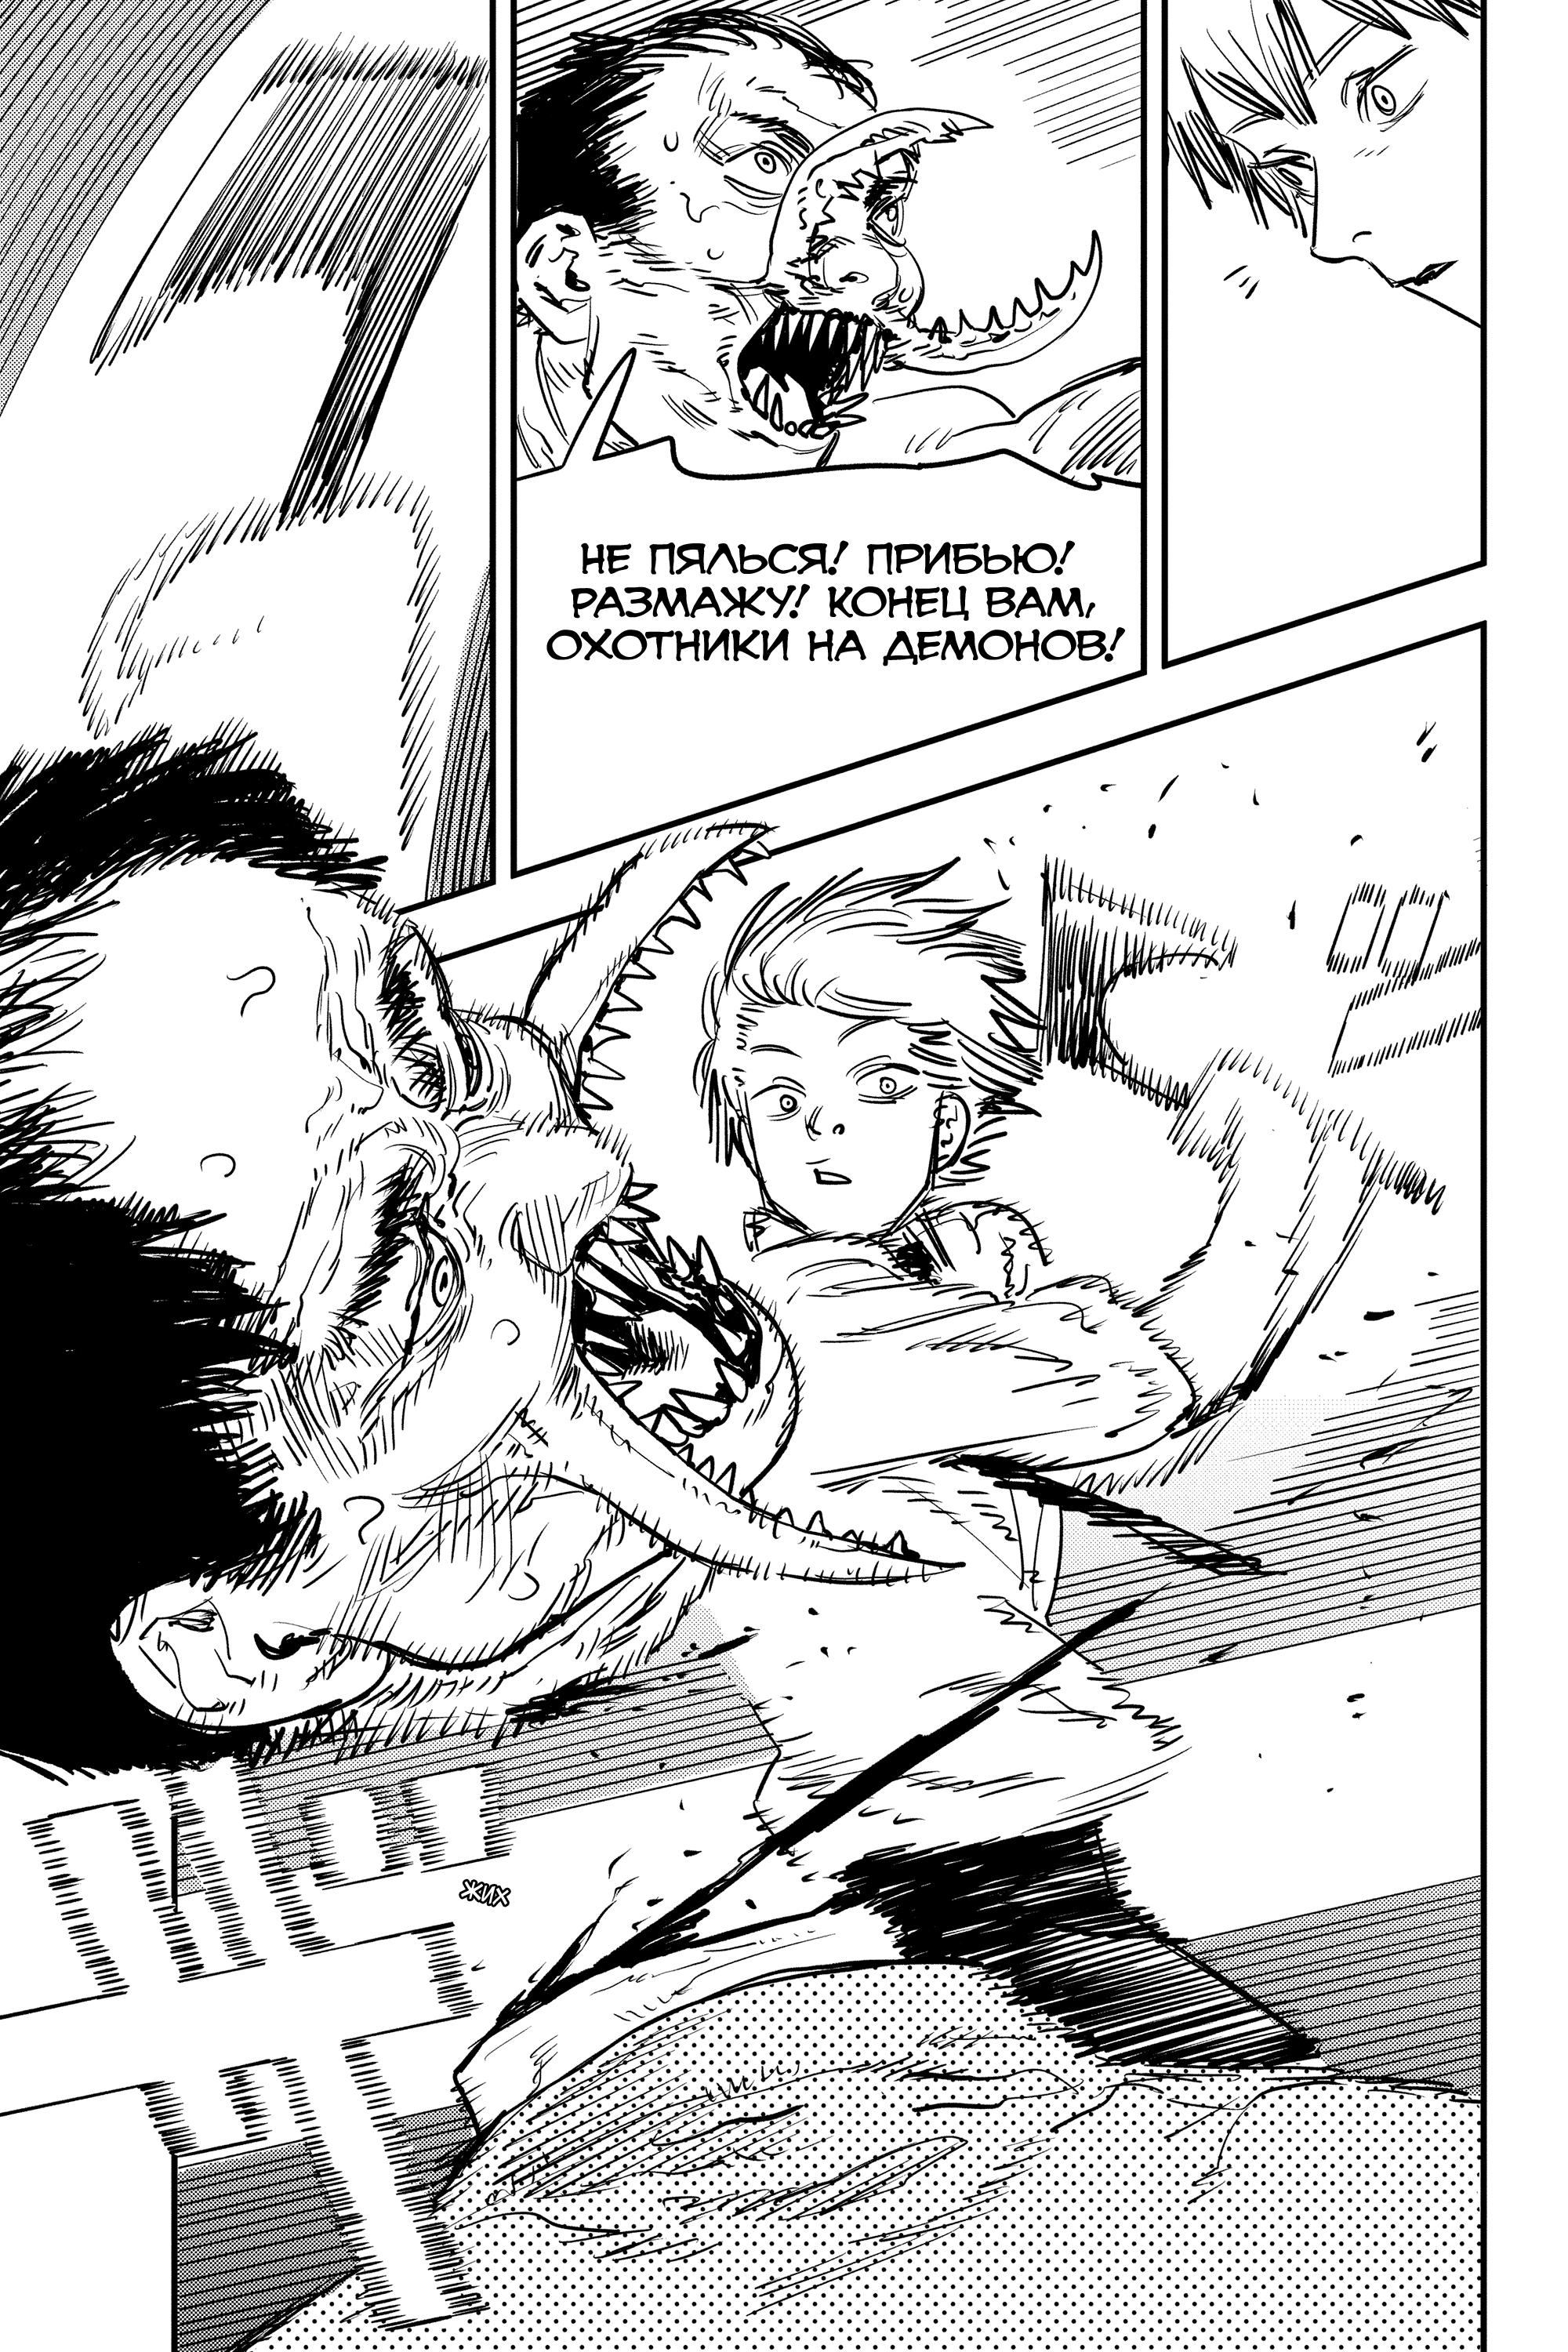 НЕ ПЯЛЬСЯ! ПРИБЬЮ!
РАЗМАЖУ! КОНЕЦ ВАМ,
ОХОТНИКИ НА ДЕМОНОВ!
ЖИХ